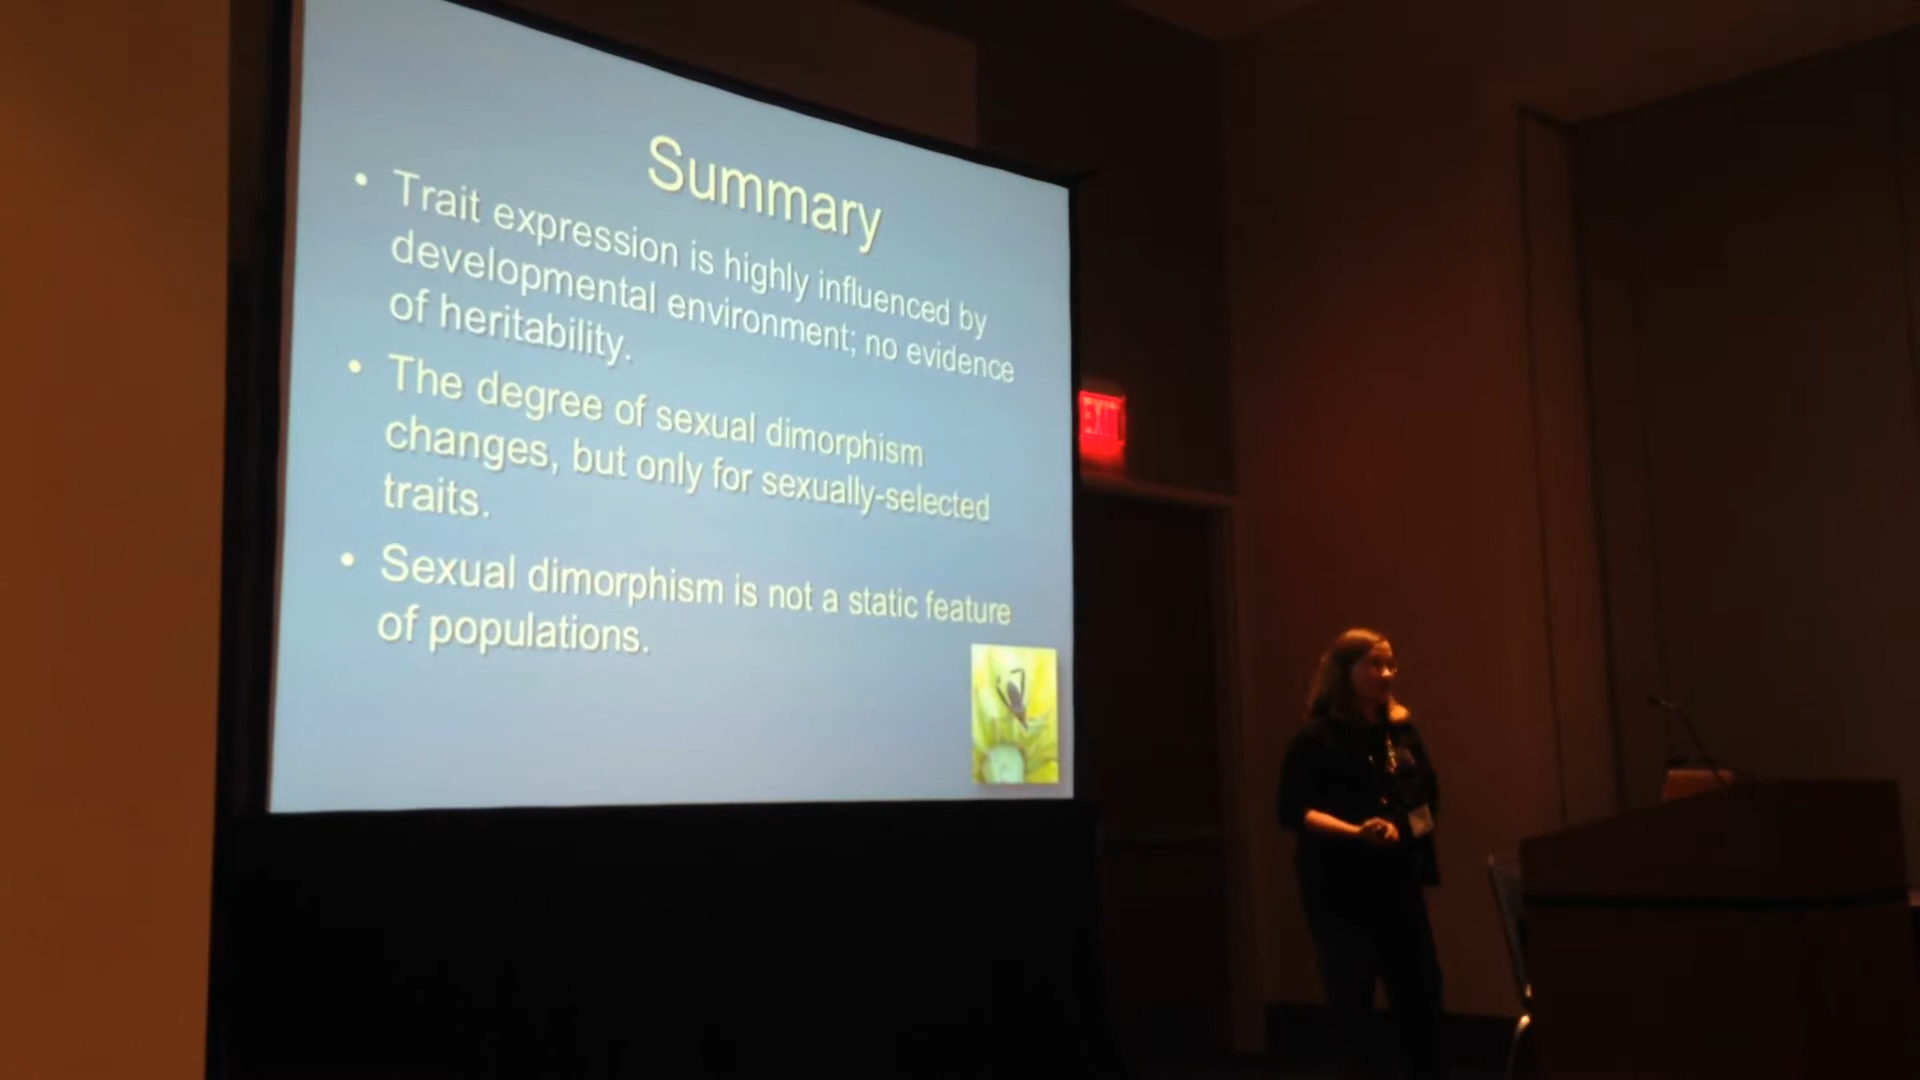 Summary
• Trait expression is highly influenced by
developmental environment; no evidence
of heritability.
• The degree of sexual dimorphism
changes, but only for sexually-selected
traits.
• Sexual dimorphism is not a static feature
of populations.
EXIT